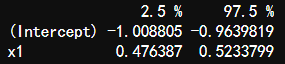 2.5 % 97.5 %
(Intercept) -1.008805 -0.9639819
x1 0.476387 0.5233799